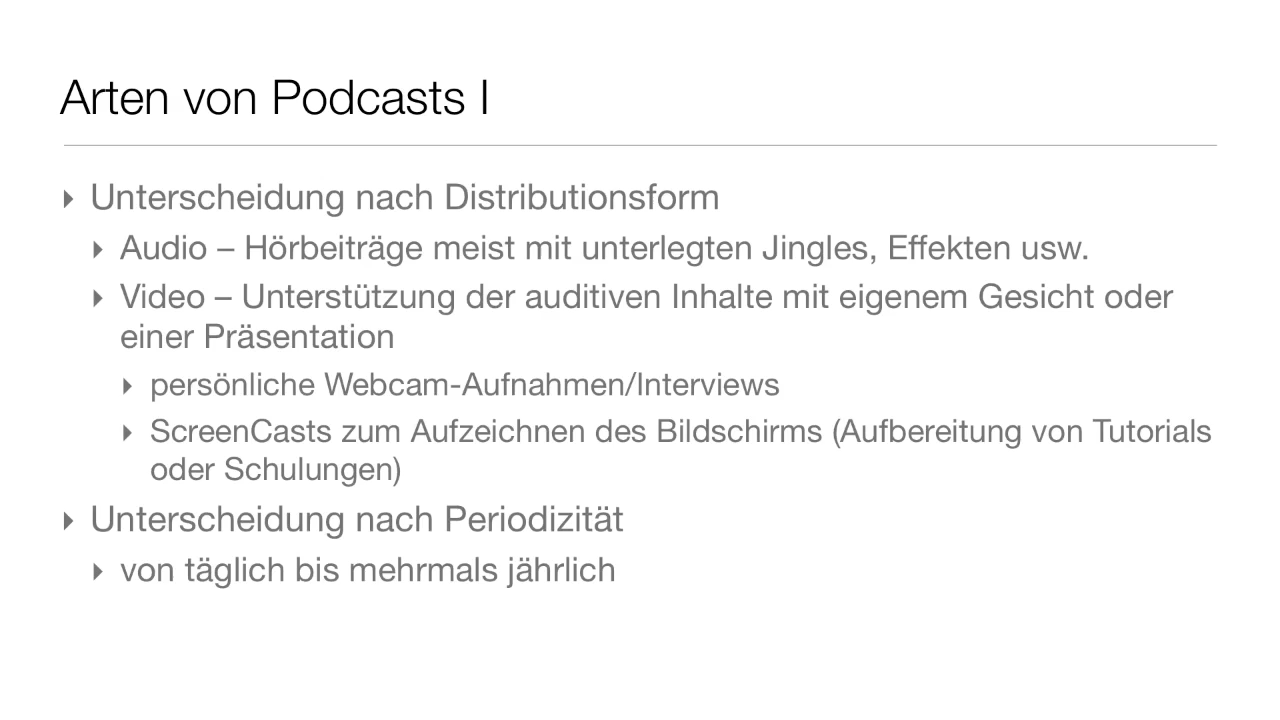 Arten von Podcasts I
‣ Unterscheidung nach Distributionsform
‣ Audio – Hörbeiträge meist mit unterlegten Jingles, Effekten usw.
‣ Video – Unterstützung der auditiven Inhalte mit eigenem Gesicht oder
einer Präsentation
‣ persönliche Webcam-Aufnahmen/Interviews
‣ ScreenCasts zum Aufzeichnen des Bildschirms (Aufbereitung von Tutorials
oder Schulungen)
‣ Unterscheidung nach Periodizität
‣ von täglich bis mehrmals jährlich